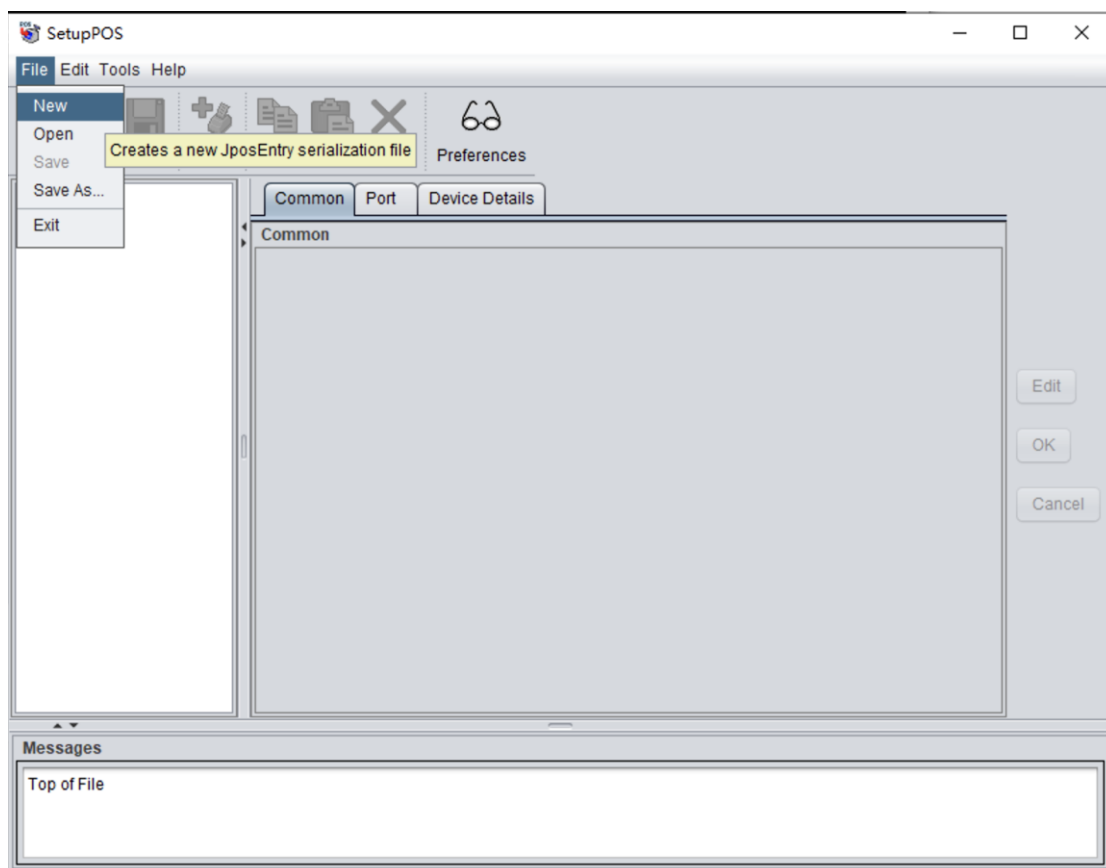 SetupPOS
File Edit Tools Help
New
Open
Save
Save As...
Exit
Creates a new JposEntry serialization file
Preferences
Common Port Device Details
Common
Edit
OK
Cancel
Messages
Top of File